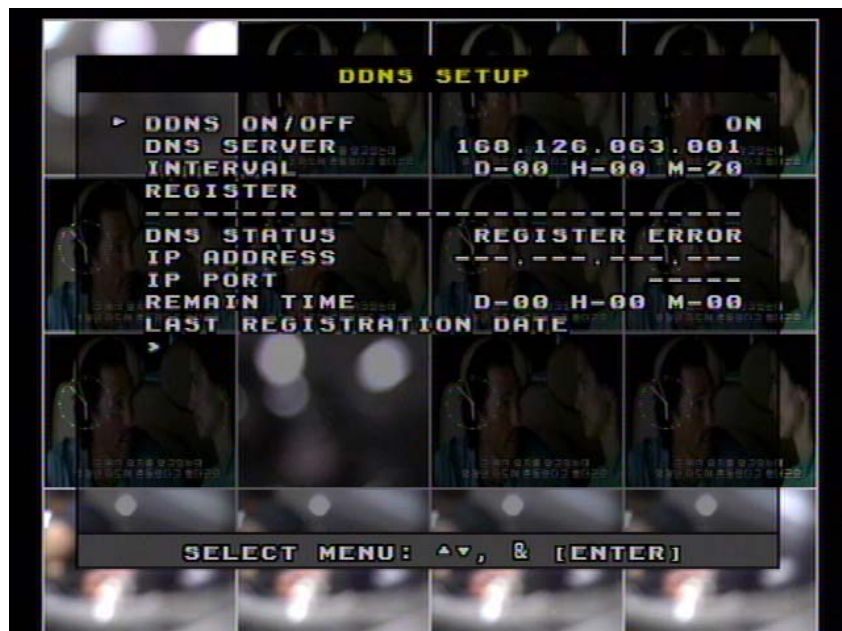 DDNS SETUP
► DDNS ON/OFF ON
DNS SERVER 168.126.063.001
INTERVAL D-00 H-00 M-20
REGISTER
--------------------------------
DNS STATUS REGISTER ERROR
IP ADDRESS ---.---.---.---
IP PORT -----
REMAIN TIME D-00 H-00 M-00
LAST REGISTRATION DATE
>
SELECT MENU: ▲▼, & [ENTER]